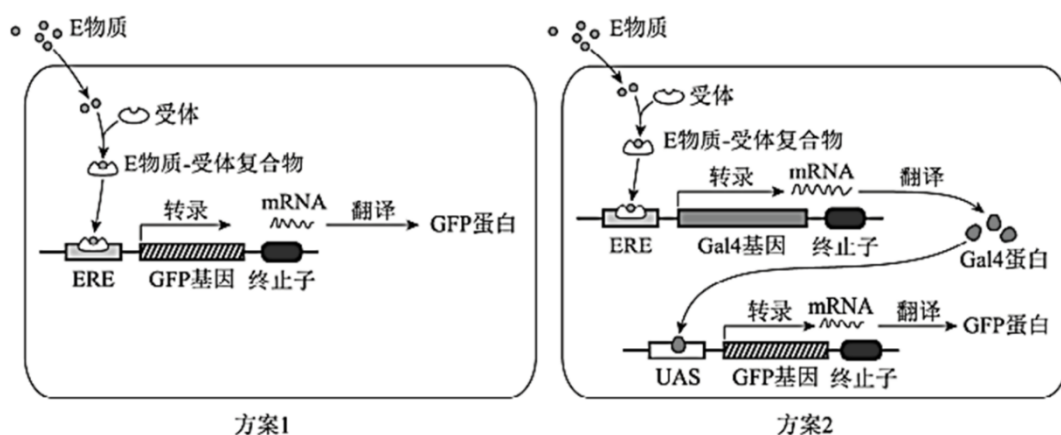 E物质
受体
E物质-受体复合物
转录
mRNA
翻译
GFP蛋白
ERE
GFP基因
终止子
方案1
E物质
受体
E物质-受体复合物
转录
mRNA
翻译
ERE
Gal4基因
终止子
Gal4蛋白
转录
mRNA
翻译
GFP蛋白
UAS
GFP基因
终止子
方案2